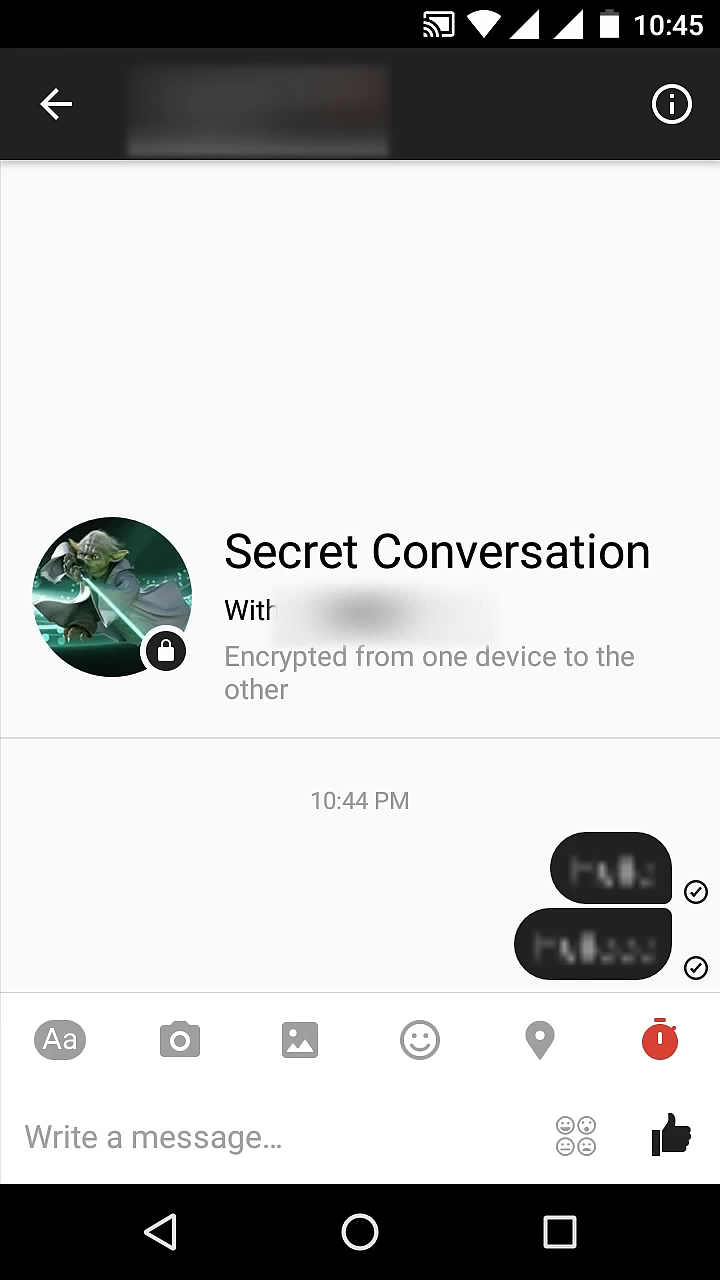 10:45
Secret Conversation
With
Encrypted from one device to the
other
10:44 PM
Aa
Write a message...